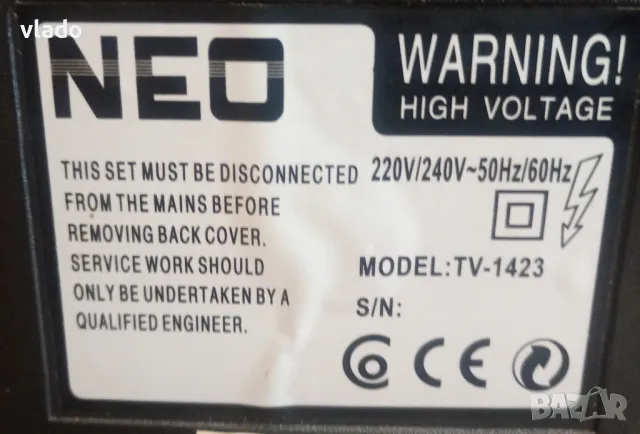 vlado
NEO
WARNING!
HIGH VOLTAGE
THIS SET MUST BE DISCONNECTED
FROM THE MAINS BEFORE
REMOVING BACK COVER.
SERVICE WORK SHOULD
ONLY BE UNDERTAKEN BY A
QUALIFIED ENGINEER.
220V/240V~50Hz/60Hz
MODEL:TV-1423
S/N:
CE
BAZAR